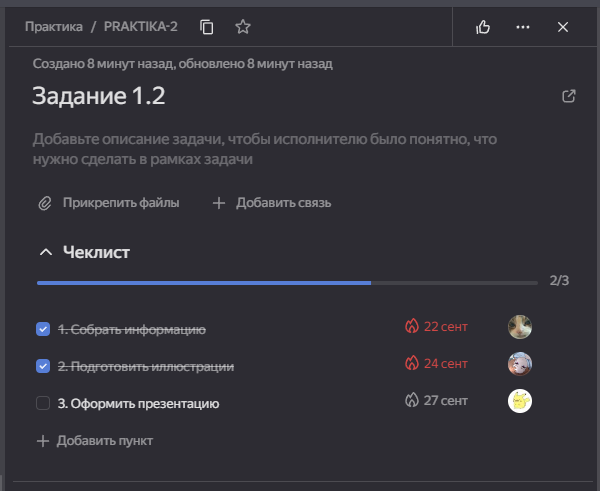 Практика / PRAKTIKA-2
Создано 8 минут назад, обновлено 8 минут назад
Задание 1.2
Добавьте описание задачи, чтобы исполнителю было понятно, что
нужно сделать в рамках задачи
Прикрепить файлы Добавить связь
Чеклист
2/3
1. Собрать информацию 22 сент
2. Подготовить иллюстрации 24 сент
3. Оформить презентацию 27 сент
Добавить пункт